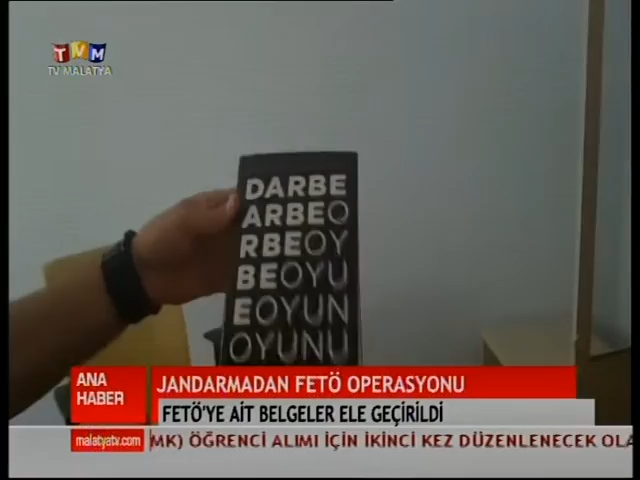 TVM
TV MALATYA
DARBE
ARBEO
RBEOY
BEOYU
EOYUN
OYUNU
ANA HABER
JANDARMADAN FETÖ OPERASYONU
FETÖ'YE AİT BELGELER ELE GEÇİRİLDİ
malatyatv.com
MK) ÖĞRENCİ ALIMI İÇİN İKİNCİ KEZ DÜZENLENECEK OLA